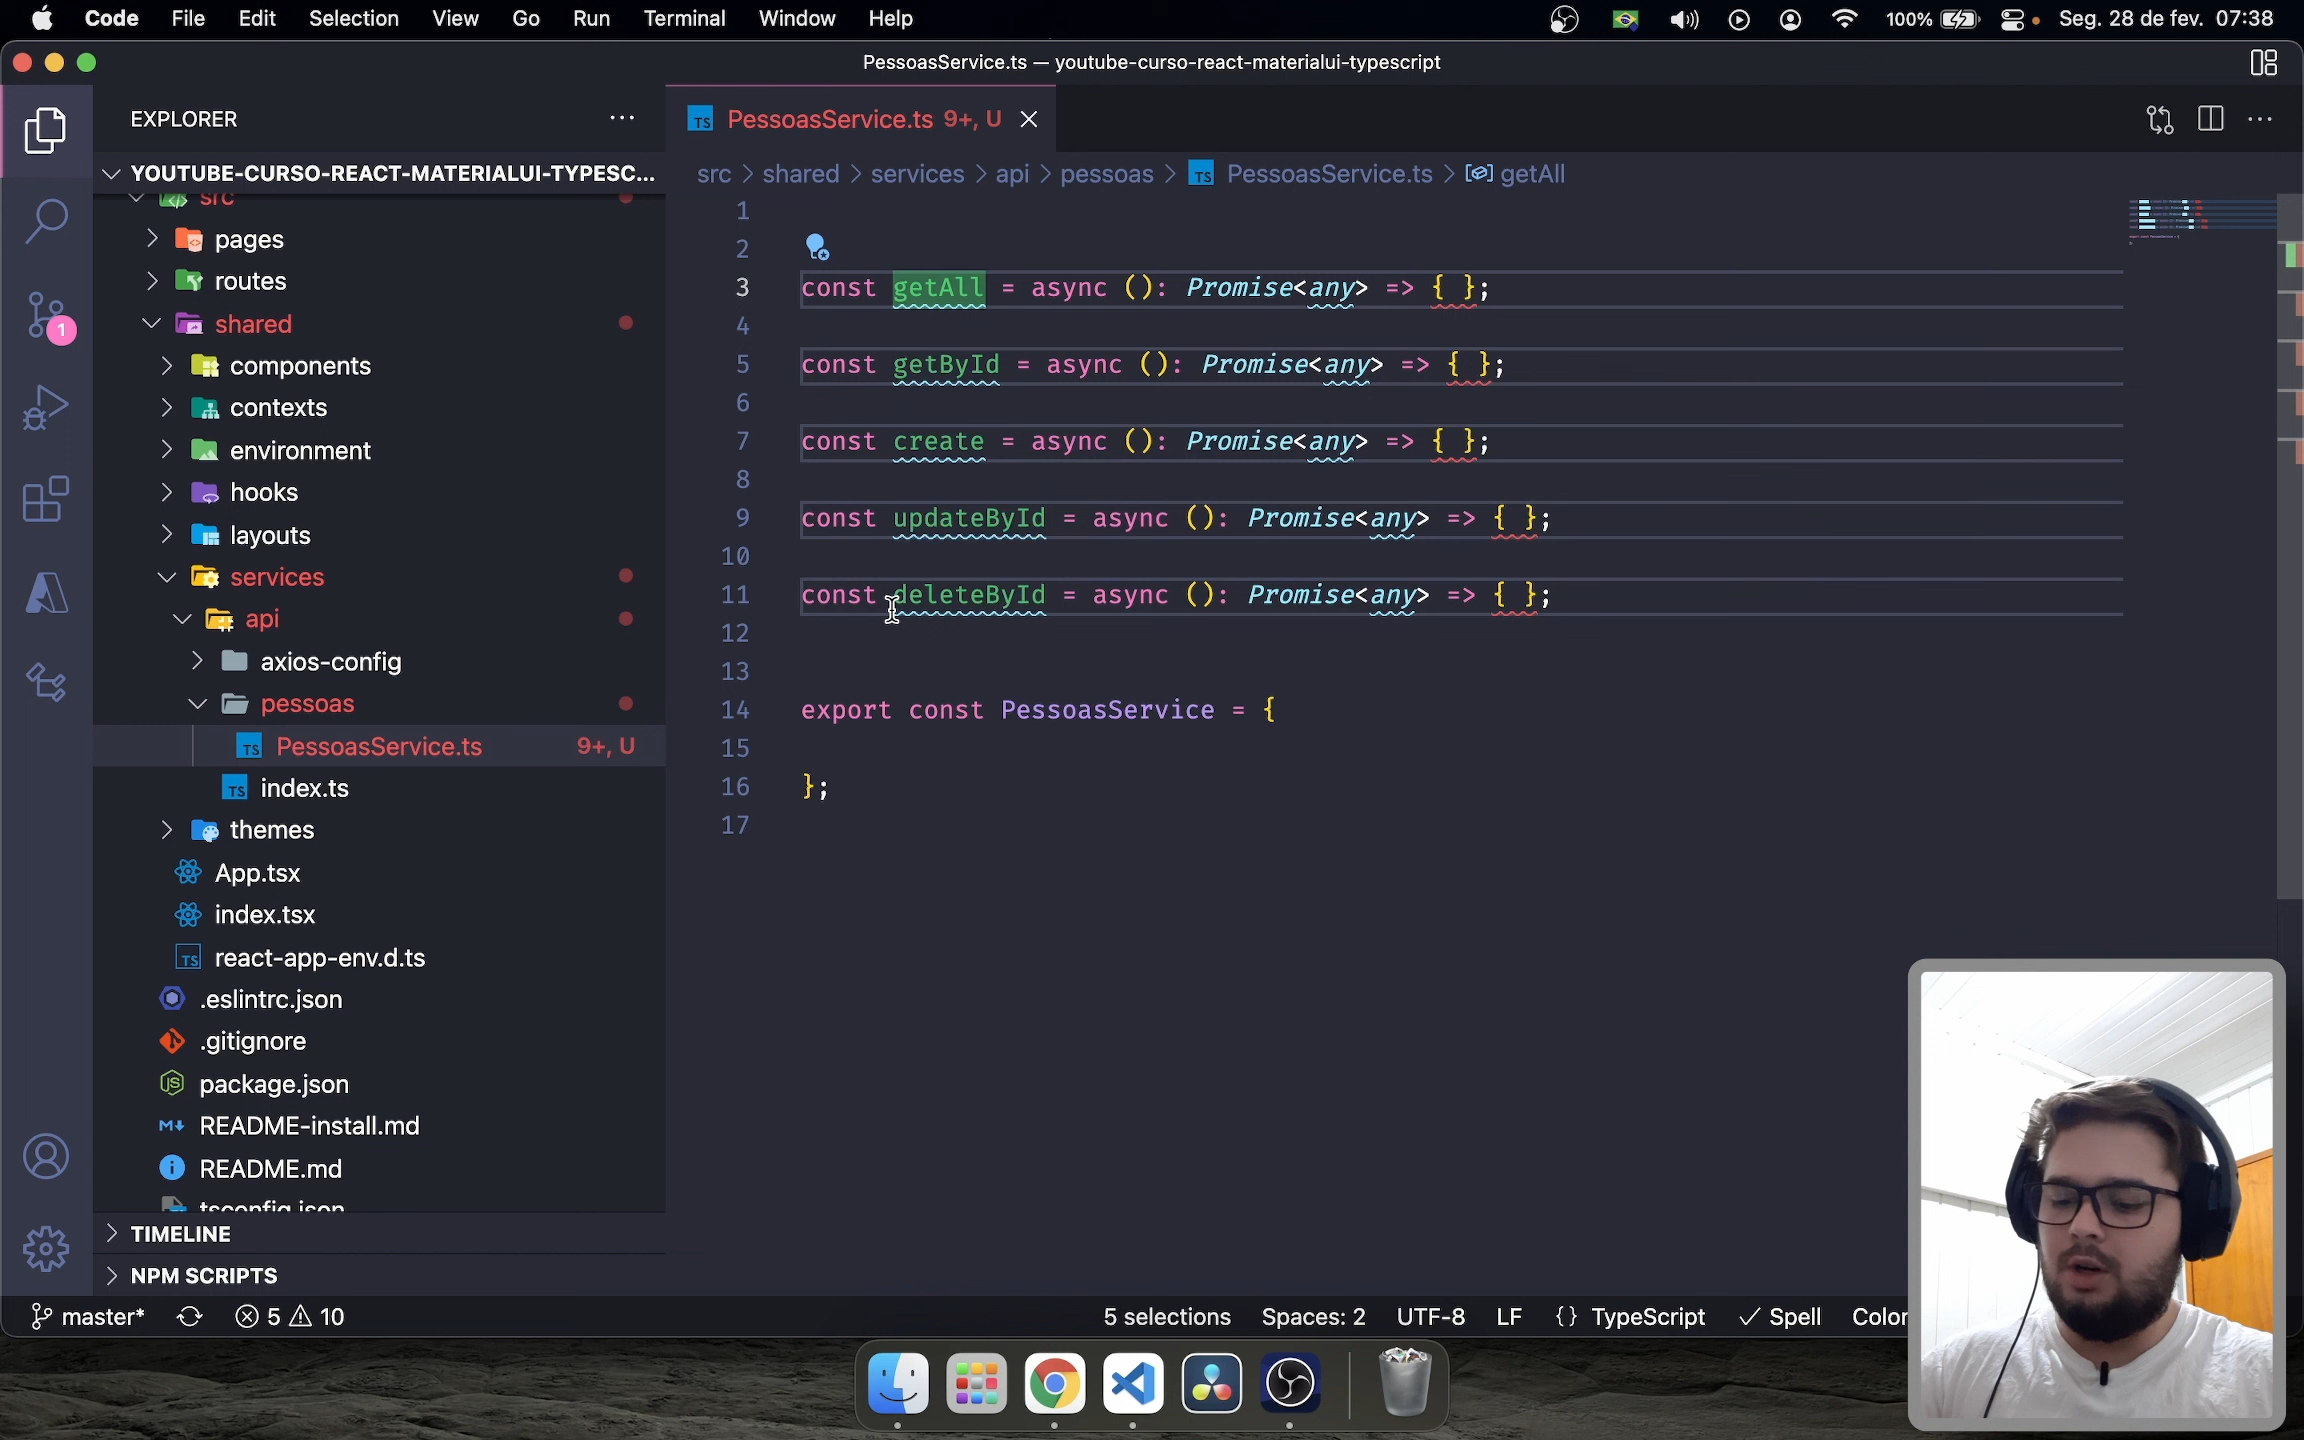 Code File Edit Selection View Go Run Terminal Window Help 100% Seg. 28 de fev. 07:38
PessoasService.ts — youtube-curso-react-materialui-typescript
EXPLORER
YOUTUBE-CURSO-REACT-MATERIALUI-TYPESC...
src
pages
routes
shared
components
contexts
environment
hooks
layouts
services
api
axios-config
pessoas
TS PessoasService.ts 9+, U
TS index.ts
themes
App.tsx
index.tsx
TS react-app-env.d.ts
.eslintrc.json
.gitignore
JS package.json
M README-install.md
i README.md
tsconfig.json
TIMELINE
NPM SCRIPTS
1
TS PessoasService.ts 9+, U
src > shared > services > api > pessoas > TS PessoasService.ts > getAll
1
2
3 const getAll = async (): Promise<any> => { };
4
5 const getById = async (): Promise<any> => { };
6
7 const create = async (): Promise<any> => { };
8
9 const updateById = async (): Promise<any> => { };
10
11 const deleteById = async (): Promise<any> => { };
12
13
14 export const PessoasService = {
15
16 };
17
master* 5 10 5 selections Spaces: 2 UTF-8 LF {} TypeScript Spell Color